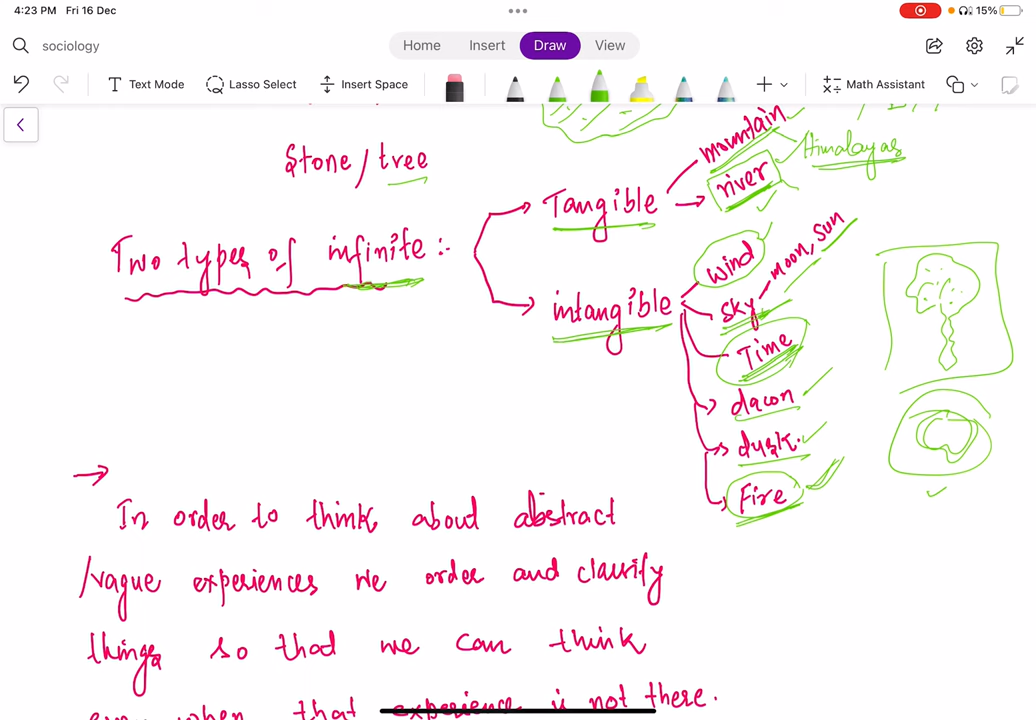 4:23 PM Fri 16 Dec
15%
sociology
Home Insert Draw View
Text Mode Lasso Select Insert Space Math Assistant
mountain
Himalayas
Stone/tree
river
Tangible
Two types of infinite :-
wind
moon, sun
intangible
sky
Time
dawn
dusk.
Fire
In order to think about abstract
/vague experiences we order and classify
things so that we can think
even when that experience is not there.